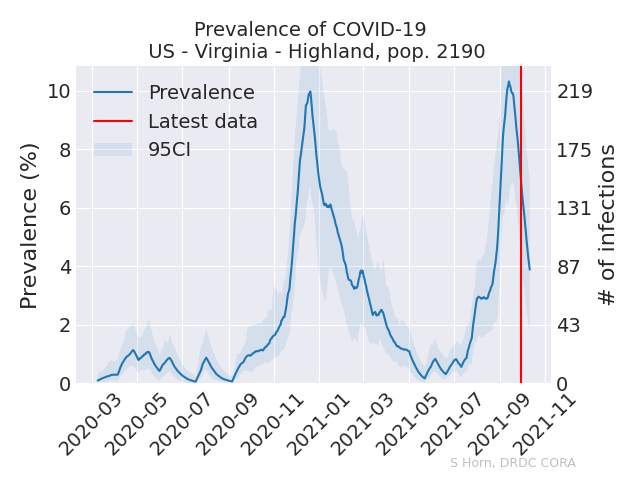 Prevalence of COVID-19
US - Virginia - Highland, pop. 2190
Prevalence (%)
10
8
6
4
2
0
Prevalence
Latest data
95CI
219
175
131
87
43
0
# of infections
2020-03
2020-05
2020-07
2020-09
2020-11
2021-01
2021-03
2021-05
2021-07
2021-09
2021-11
S Horn, DRDC CORA